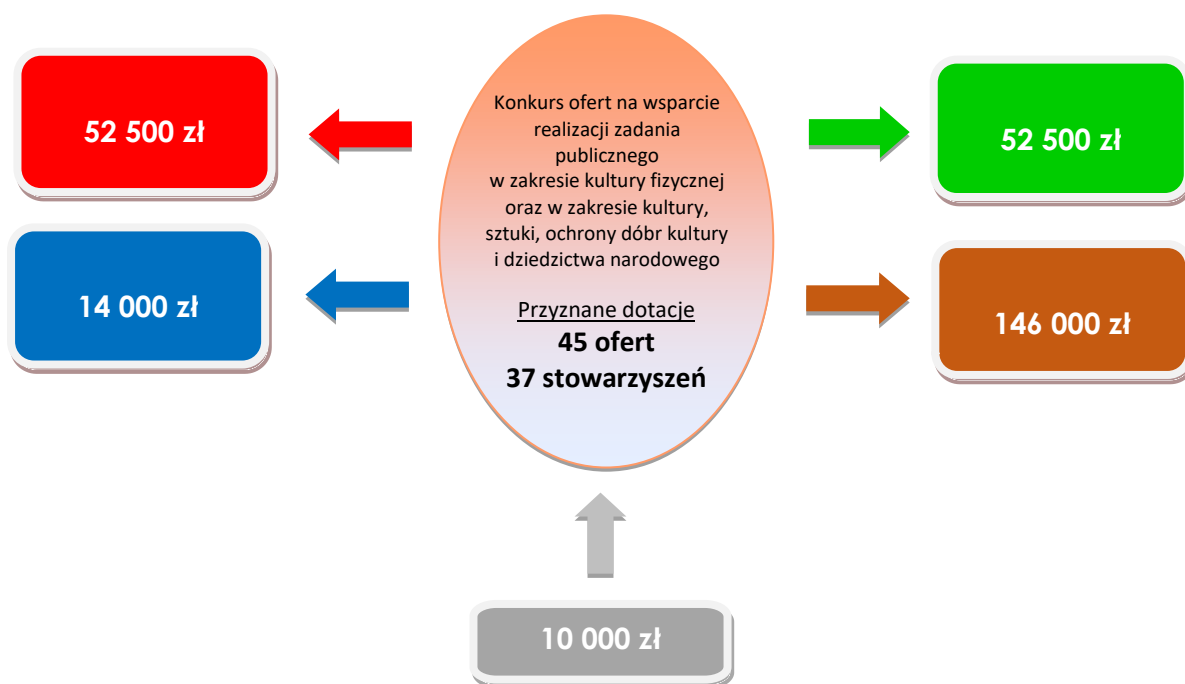 52 500 zł
14 000 zł
Konkurs ofert na wsparcie
realizacji zadania
publicznego
w zakresie kultury fizycznej
oraz w zakresie kultury,
sztuki, ochrony dóbr kultury
i dziedzictwa narodowego
Przyznane dotacje
45 ofert
37 stowarzyszeń
52 500 zł
146 000 zł
10 000 zł